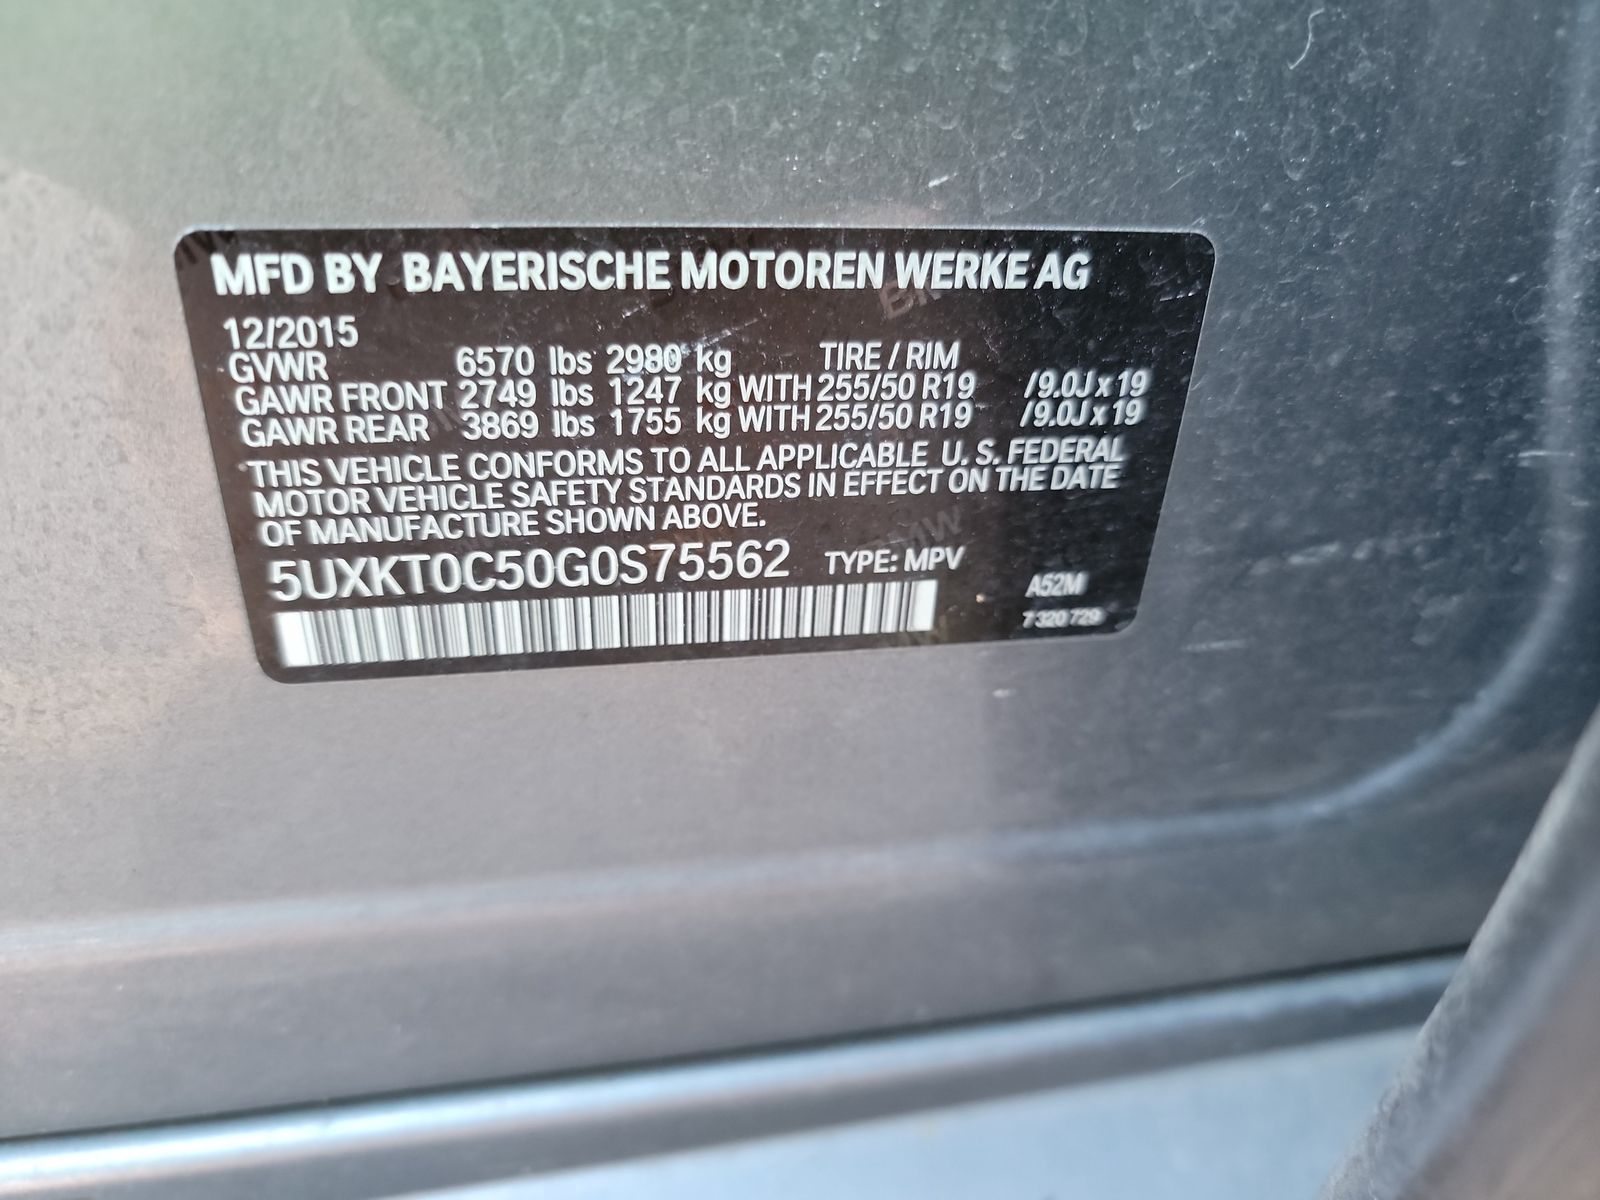 MFD BY BAYERISCHE MOTOREN WERKE AG
12/2015
GVWR 6570 lbs 2980 kg TIRE / RIM
GAWR FRONT 2749 lbs 1247 kg WITH 255/50 R19 /9.0J x 19
GAWR REAR 3869 lbs 1755 kg WITH 255/50 R19 /9.0J x 19
THIS VEHICLE CONFORMS TO ALL APPLICABLE U. S. FEDERAL
MOTOR VEHICLE SAFETY STANDARDS IN EFFECT ON THE DATE
OF MANUFACTURE SHOWN ABOVE.
5UXKT0C50G0S75562 TYPE: MPV
A52M
7 320 729